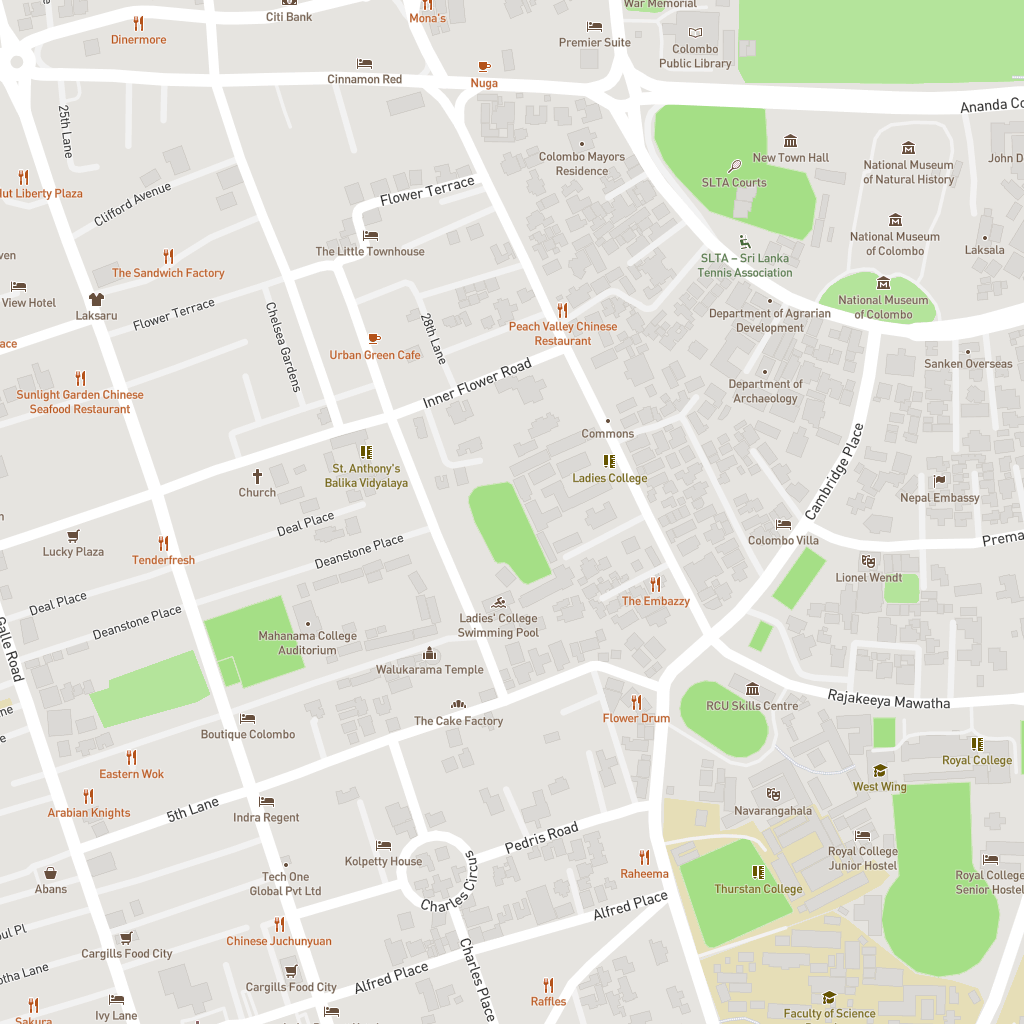 War Memorial
Citi Bank
Mona's
Dinermore
Premier Suite
Colombo
Public Library
Cinnamon Red
Nuga
Ananda Co
25th Lane
Colombo Mayors
Residence
New Town Hall
National Museum
of Natural History
John D
SLTA Courts
Hut Liberty Plaza
Clifford Avenue
Flower Terrace
National Museum
of Colombo
Laksala
The Little Townhouse
SLTA – Sri Lanka
Tennis Association
The Sandwich Factory
View Hotel
Laksaru
Flower Terrace
National Museum
of Colombo
Department of Agrarian
Development
Peach Valley Chinese
Restaurant
Chelsea Gardens
28th Lane
Urban Green Cafe
Sanken Overseas
Inner Flower Road
Department of
Archaeology
Sunlight Garden Chinese
Seafood Restaurant
Commons
Cambridge Place
St. Anthony's
Balika Vidyalaya
Ladies College
Church
Nepal Embassy
Deal Place
Cambridge Place
Colombo Villa
Prema
Lucky Plaza
Tenderfresh
Deanstone Place
Lionel Wendt
Deal Place
Deanstone Place
The Embazzy
Ladies' College
Swimming Pool
Mahanama College
Auditorium
Galle Road
Walukarama Temple
Rajakeeya Mawatha
RCU Skills Centre
The Cake Factory
Flower Drum
Boutique Colombo
Royal College
Eastern Wok
West Wing
Arabian Knights
5th Lane
Indra Regent
Navarangahala
Pedris Road
Kolpetty House
Royal College
Junior Hostel
Raheema
Abans
Tech One
Global Pvt Ltd
Charles Circus
Thurstan College
Royal College
Senior Hostel
Alfred Place
Chinese Juchunyuan
Cargills Food City
Charles Place
Alfred Place
Cargills Food City
Raffles
Ivy Lane
Sakura
Faculty of Science